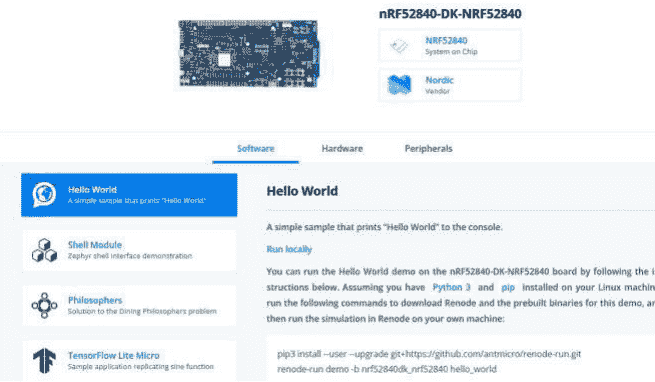 nRF52840-DK-NRF52840
NRF52840
System on Chip
Nordic
Vendor
Software
Hardware
Peripherals
Hello World
A simple sample that prints "Hello World"
Shell Module
Zephyr shell interface demonstration
Philosophers
Solution to the Dining Philosophers problem
TensorFlow Lite Micro
Sample application replicating sine function
Hello World
A simple sample that prints "Hello World" to the console.
Run locally
You can run the Hello World demo on the nRF52840-DK-NRF52840 board by following the i
structions below. Assuming you have Python 3 and pip installed on your Linux machin
run the following commands to download Renode and the prebuilt binaries for this demo, a
then run the simulation in Renode on your own machine:
pip3 install --user --upgrade git+https://github.com/antmicro/renode-run.git
renode-run demo -b nrf52840dk_nrf52840 hello_world